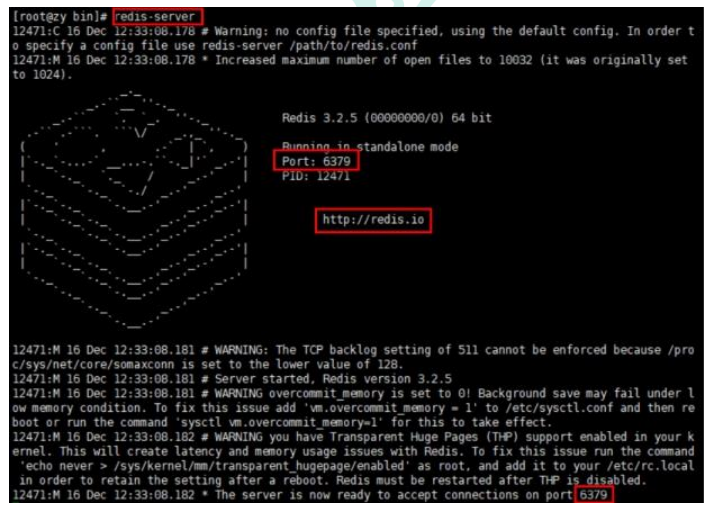 [root@zy bin]# redis-server
12471:C 16 Dec 12:33:08.178 # Warning: no config file specified, using the default config. In order t
o specify a config file use redis-server /path/to/redis.conf
12471:M 16 Dec 12:33:08.178 * Increased maximum number of open files to 10032 (it was originally set
to 1024).
Redis 3.2.5 (00000000/0) 64 bit
Running in standalone mode
Port: 6379
PID: 12471
http://redis.io
12471:M 16 Dec 12:33:08.181 # WARNING: The TCP backlog setting of 511 cannot be enforced because /pro
c/sys/net/core/somaxconn is set to the lower value of 128.
12471:M 16 Dec 12:33:08.181 # Server started, Redis version 3.2.5
12471:M 16 Dec 12:33:08.181 # WARNING overcommit_memory is set to 0! Background save may fail under l
ow memory condition. To fix this issue add 'vm.overcommit_memory = 1' to /etc/sysctl.conf and then re
boot or run the command 'sysctl vm.overcommit_memory=1' for this to take effect.
12471:M 16 Dec 12:33:08.182 # WARNING you have Transparent Huge Pages (THP) support enabled in your k
ernel. This will create latency and memory usage issues with Redis. To fix this issue run the command
'echo never > /sys/kernel/mm/transparent_hugepage/enabled' as root, and add it to your /etc/rc.local
in order to retain the setting after a reboot. Redis must be restarted after THP is disabled.
12471:M 16 Dec 12:33:08.182 * The server is now ready to accept connections on port 6379